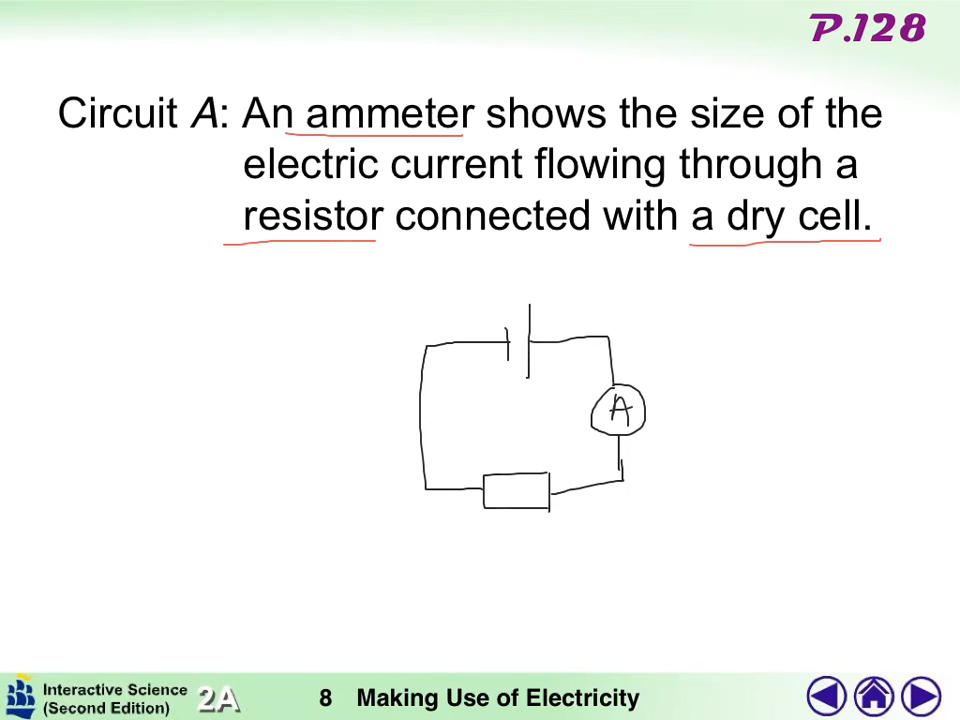 P.128
Circuit A: An ammeter shows the size of the
electric current flowing through a
resistor connected with a dry cell.
A
Interactive Science
(Second Edition)
2A
8 Making Use of Electricity